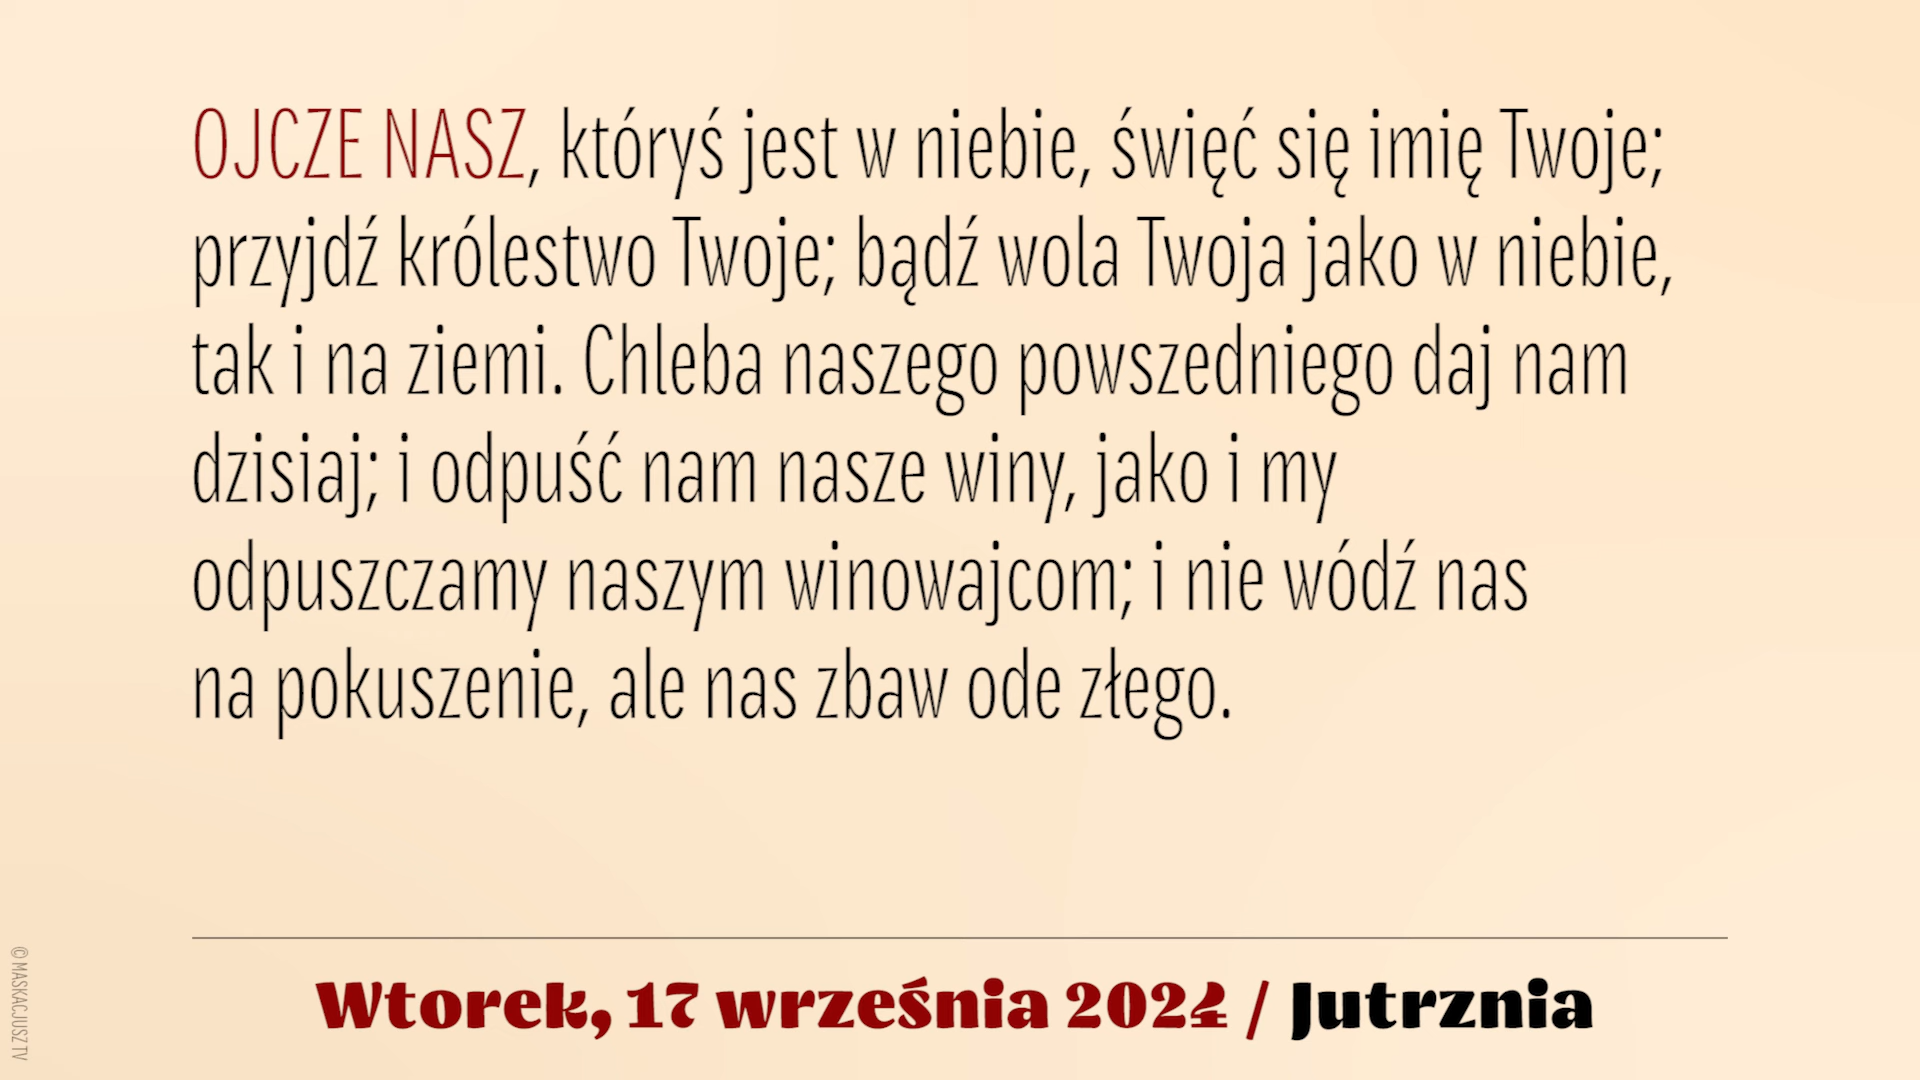 OJCZE NASZ, któryś jest w niebie, święć się imię Twoje;
przyjdź królestwo Twoje; bądź wola Twoja jako w niebie,
tak i na ziemi. Chleba naszego powszedniego daj nam
dzisiaj; i odpuść nam nasze winy, jako i my
odpuszczamy naszym winowajcom; i nie wódź nas
na pokuszenie, ale nas zbaw ode złego.
Wtorek, 17 września 2024 / Jutrznia
© MASKACJUSZ TV